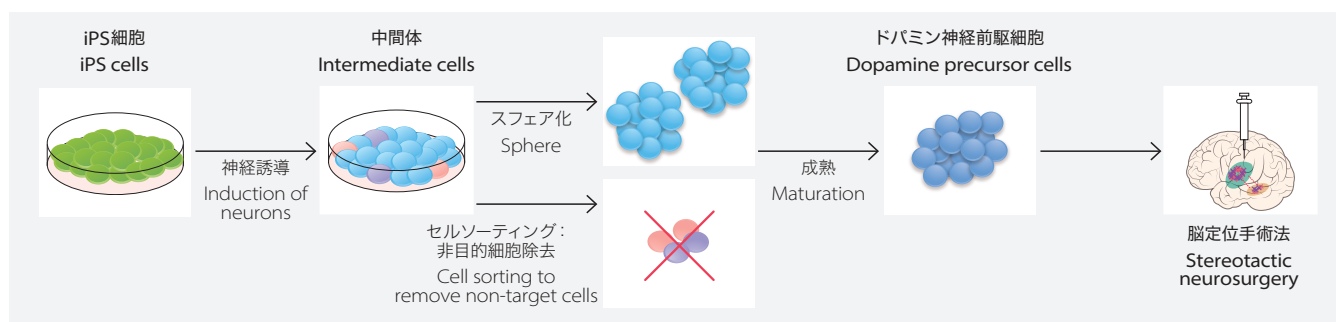 iPS細胞
iPS cells
神経誘導
Induction of
neurons
中間体
Intermediate cells
スフェア化
Sphere
セルソーティング：
非目的細胞除去
Cell sorting to
remove non-target cells
成熟
Maturation
ドパミン神経前駆細胞
Dopamine precursor cells
脳定位手術法
Stereotactic
neurosurgery